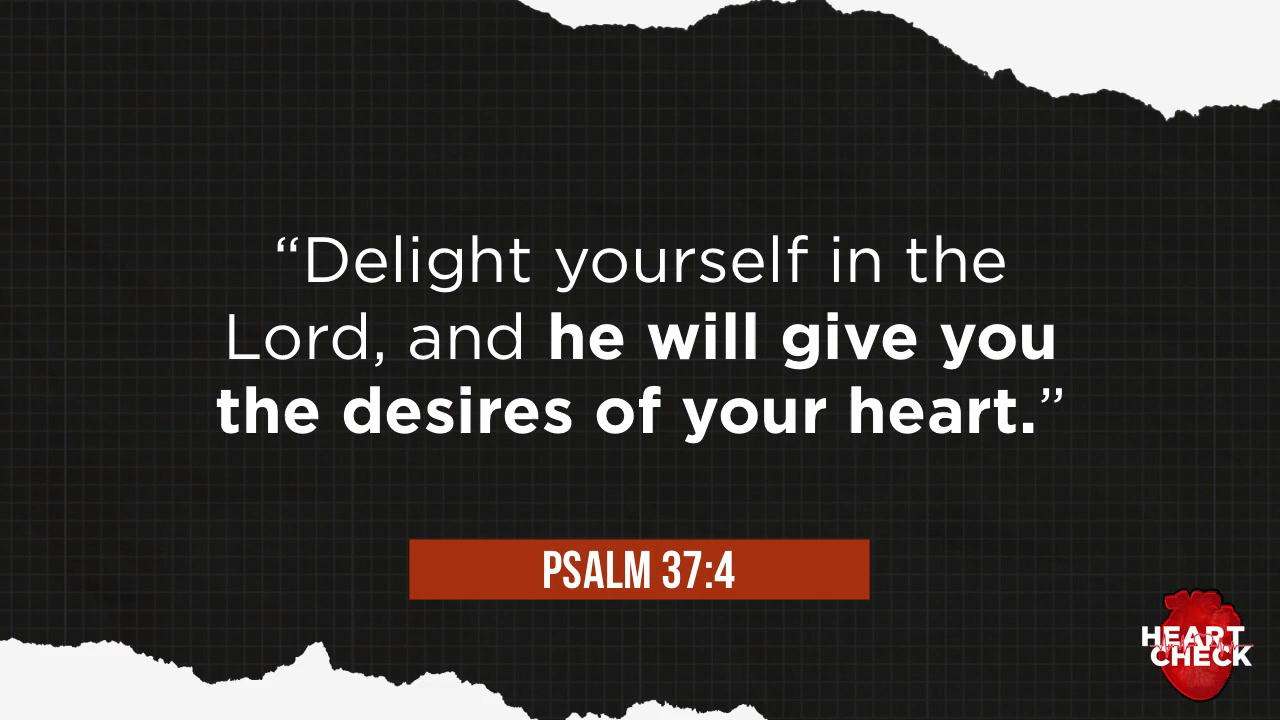 “Delight yourself in the
Lord, and he will give you
the desires of your heart.”
PSALM 37:4
HEART
CHECK